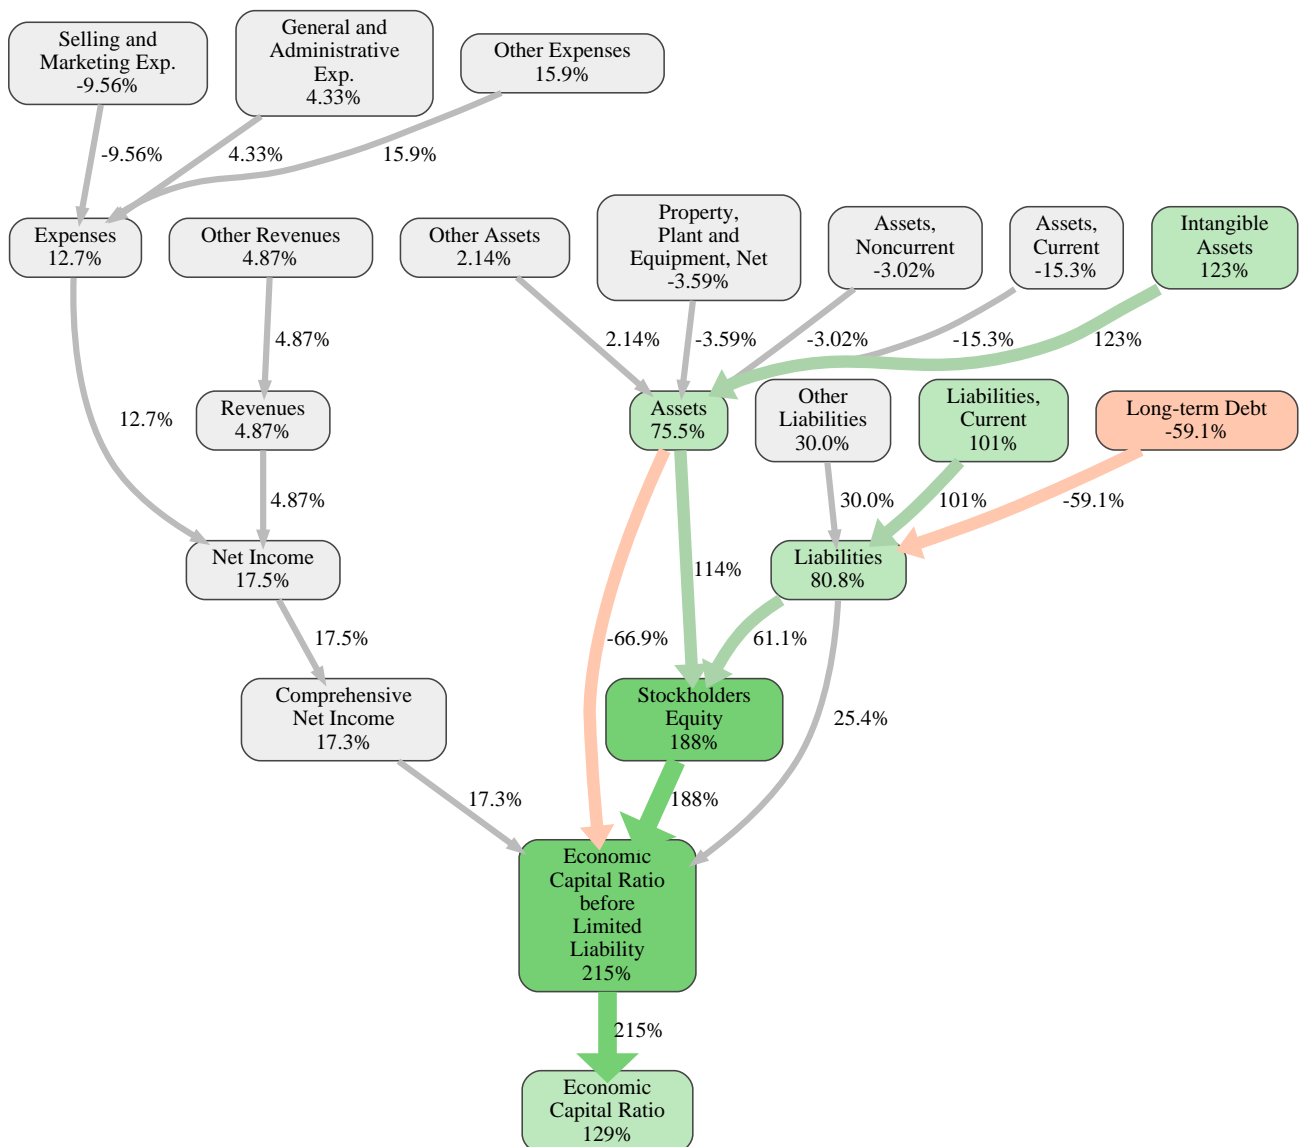 Selling and
Marketing Exp.
-9.56%
General and
Administrative
Exp.
4.33%
Other Expenses
15.9%
-9.56%
4.33%
15.9%
Expenses
12.7%
Other Revenues
4.87%
Other Assets
2.14%
Property,
Plant and
Equipment, Net
-3.59%
Assets,
Noncurrent
-3.02%
Assets,
Current
-15.3%
Intangible
Assets
123%
4.87%
2.14%
-3.59%
-3.02%
-15.3%
123%
12.7%
Revenues
4.87%
Assets
75.5%
Other
Liabilities
30.0%
Liabilities,
Current
101%
Long-term Debt
-59.1%
4.87%
30.0%
101%
-59.1%
Net Income
17.5%
114%
Liabilities
80.8%
17.5%
-66.9%
61.1%
25.4%
Comprehensive
Net Income
17.3%
Stockholders
Equity
188%
17.3%
188%
Economic
Capital Ratio
before
Limited
Liability
215%
215%
Economic
Capital Ratio
129%